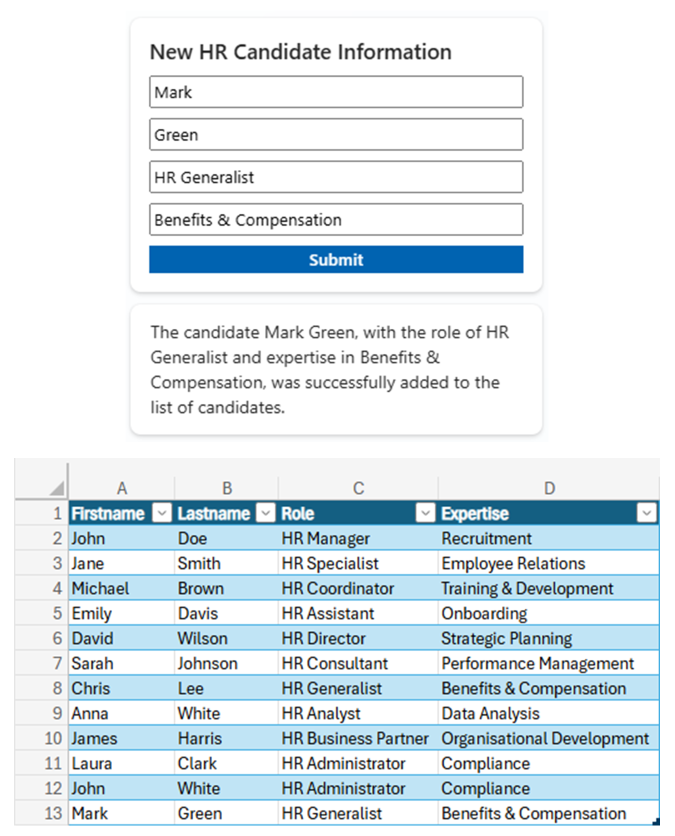 New HR Candidate Information
Mark
Green
HR Generalist
Benefits & Compensation
Submit
The candidate Mark Green, with the role of HR
Generalist and expertise in Benefits &
Compensation, was successfully added to the
list of candidates.
A B C D
1 Firstname Lastname Role Expertise
2 John Doe HR Manager Recruitment
3 Jane Smith HR Specialist Employee Relations
4 Michael Brown HR Coordinator Training & Development
5 Emily Davis HR Assistant Onboarding
6 David Wilson HR Director Strategic Planning
7 Sarah Johnson HR Consultant Performance Management
8 Chris Lee HR Generalist Benefits & Compensation
9 Anna White HR Analyst Data Analysis
10 James Harris HR Business Partner Organisational Development
11 Laura Clark HR Administrator Compliance
12 John White HR Administrator Compliance
13 Mark Green HR Generalist Benefits & Compensation